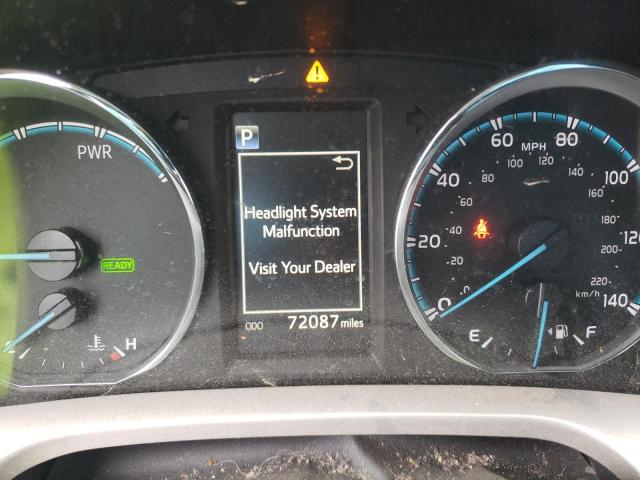 P
Headlight System
Malfunction
Visit Your Dealer
ODO 72087 miles
PWR
READY
H
0
20
40
60
80
100
120
140
MPH
0
20
40
60
80
100
120
140
160
180
200
220
km/h
E
F